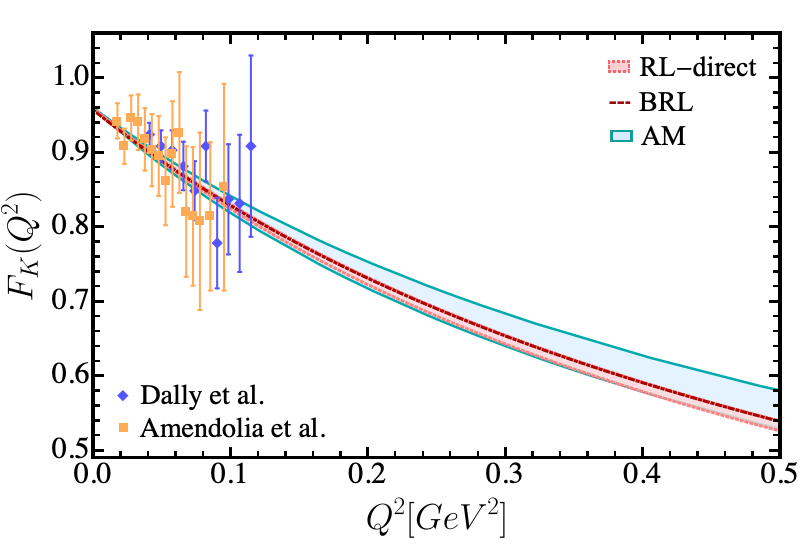 1.0
0.9
0.8
0.7
0.6
0.5
F_K(Q^2)
RL–direct
BRL
AM
Dally et al.
Amendolia et al.
0.0 0.1 0.2 0.3 0.4 0.5
Q^2[GeV^2]